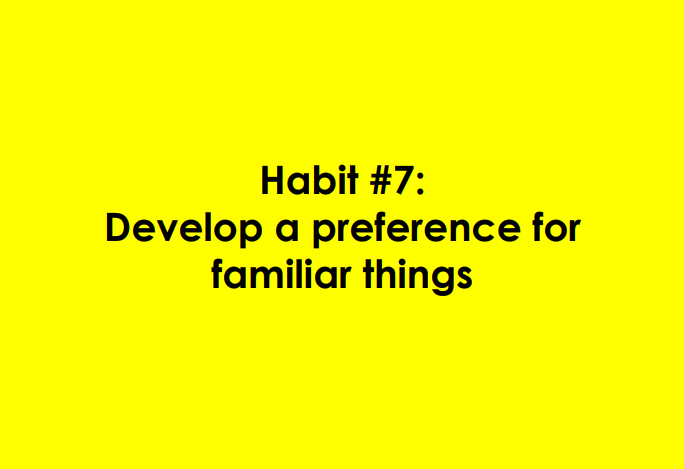 Habit #7:
Develop a preference for
familiar things